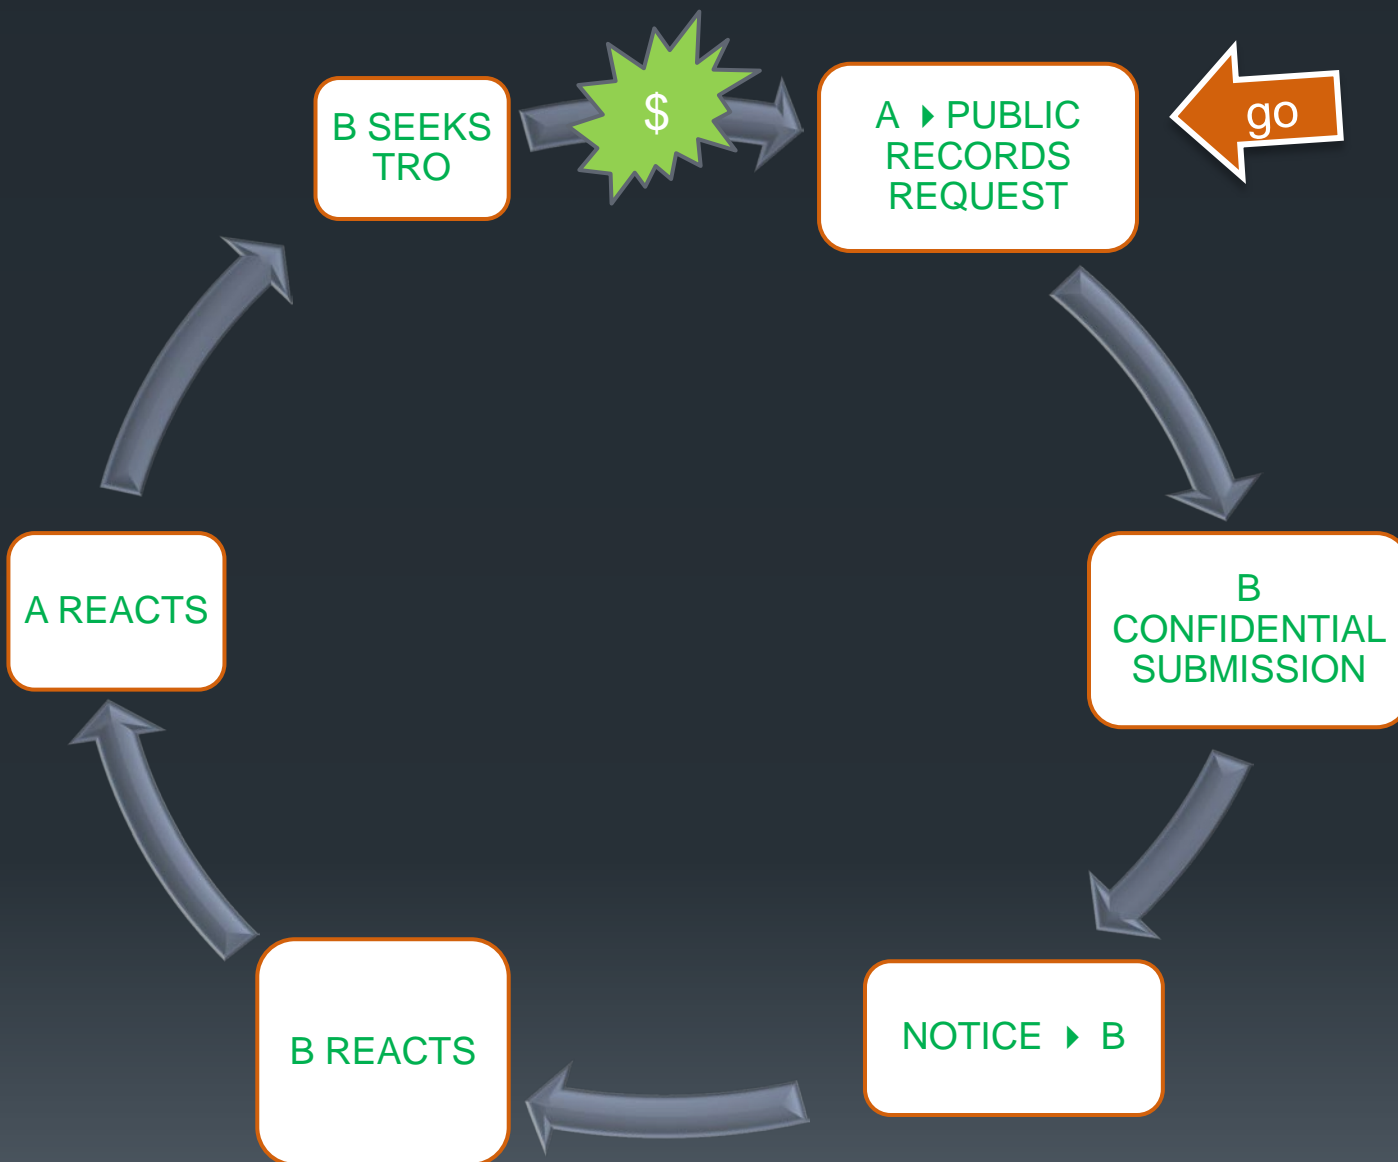 B SEEKS
TRO
$
A ▸ PUBLIC
RECORDS
REQUEST
go
A REACTS
B
CONFIDENTIAL
SUBMISSION
B REACTS
NOTICE ▸ B